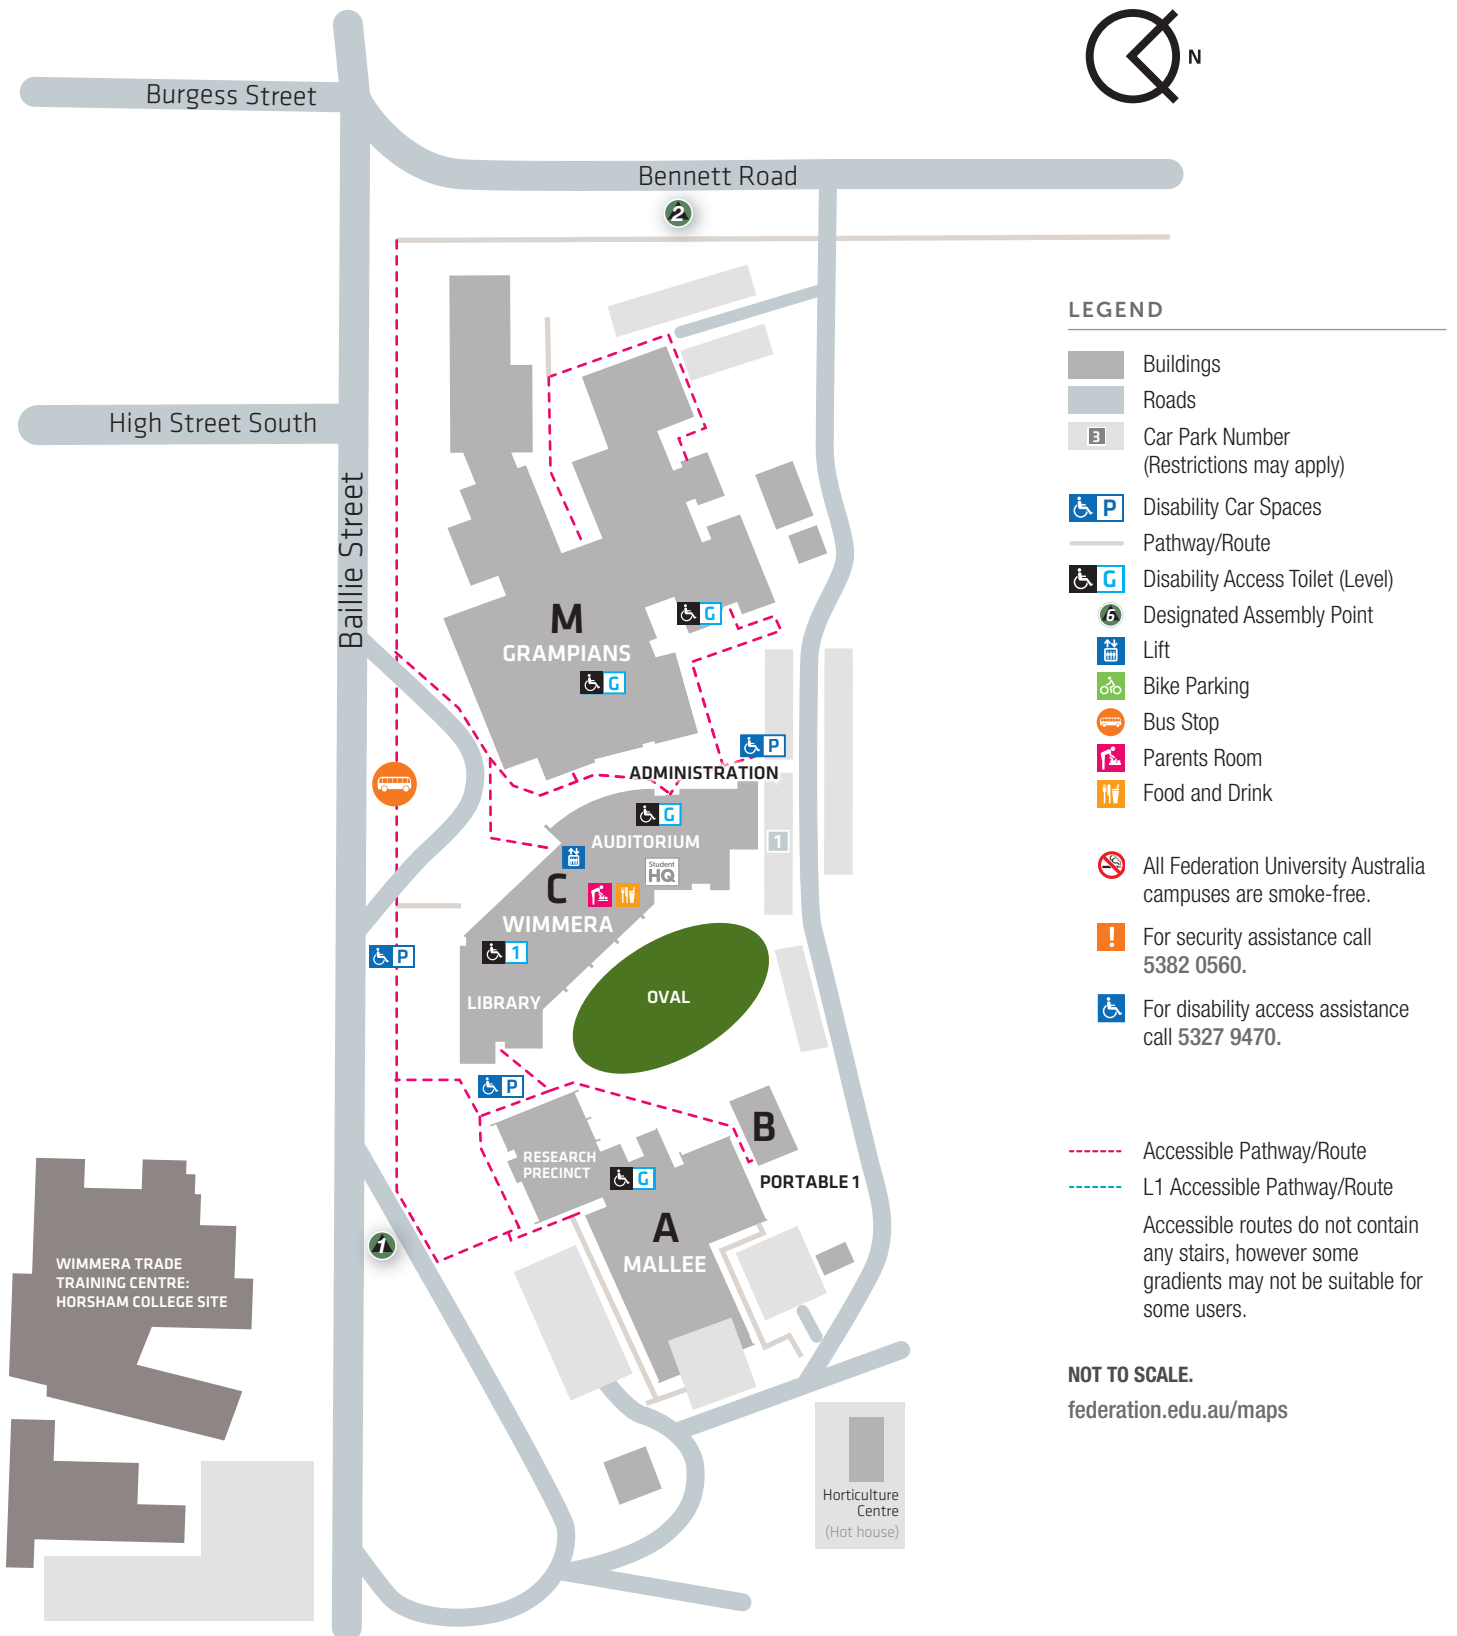 N
Burgess Street
Bennett Road
2
High Street South
Baillie Street
M
GRAMPIANS
G
G
P
ADMINISTRATION
G
AUDITORIUM
1
Student
HQ
C
WIMMERA
1
P
LIBRARY
OVAL
P
B
RESEARCH
PRECINCT
G
PORTABLE 1
A
MALLEE
1
WIMMERA TRADE
TRAINING CENTRE:
HORSHAM COLLEGE SITE
Horticulture
Centre
(Hot house)
LEGEND
Buildings
Roads
3
Car Park Number
(Restrictions may apply)
P
Disability Car Spaces
Pathway/Route
G
Disability Access Toilet (Level)
6
Designated Assembly Point
Lift
Bike Parking
Bus Stop
Parents Room
Food and Drink
All Federation University Australia
campuses are smoke-free.
!
For security assistance call
5382 0560.
For disability access assistance
call 5327 9470.
Accessible Pathway/Route
L1 Accessible Pathway/Route
Accessible routes do not contain
any stairs, however some
gradients may not be suitable for
some users.
NOT TO SCALE.
federation.edu.au/maps